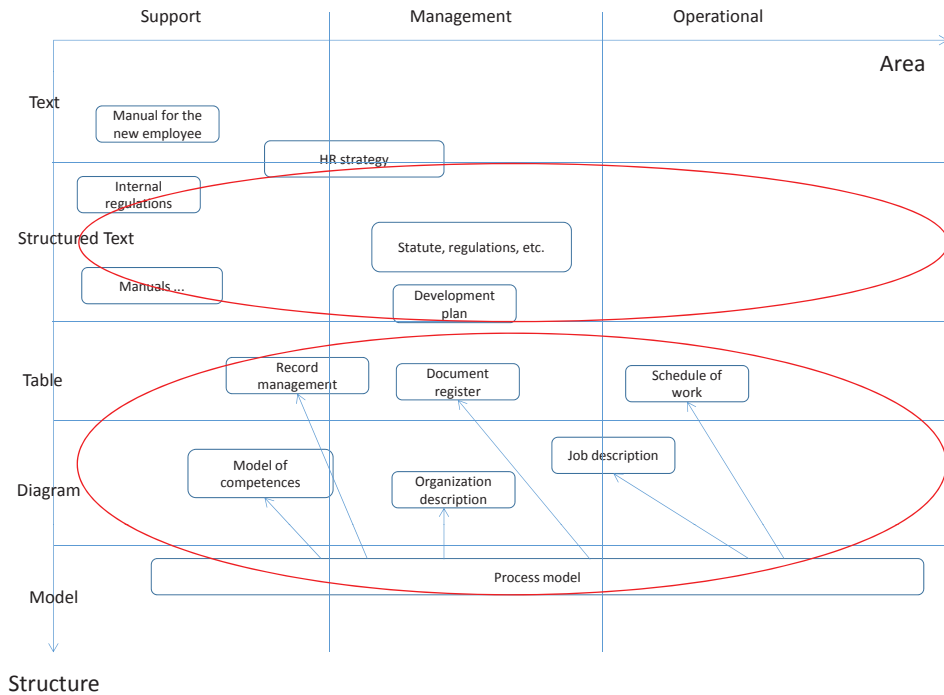 Support
Management
Operational
Area
Text
Manual for the
new employee
HR strategy
Internal
regulations
Structured Text
Statute, regulations, etc.
Manuals ...
Development
plan
Table
Record
management
Document
register
Schedule of
work
Diagram
Model of
competences
Organization
description
Job description
Process model
Model
Structure